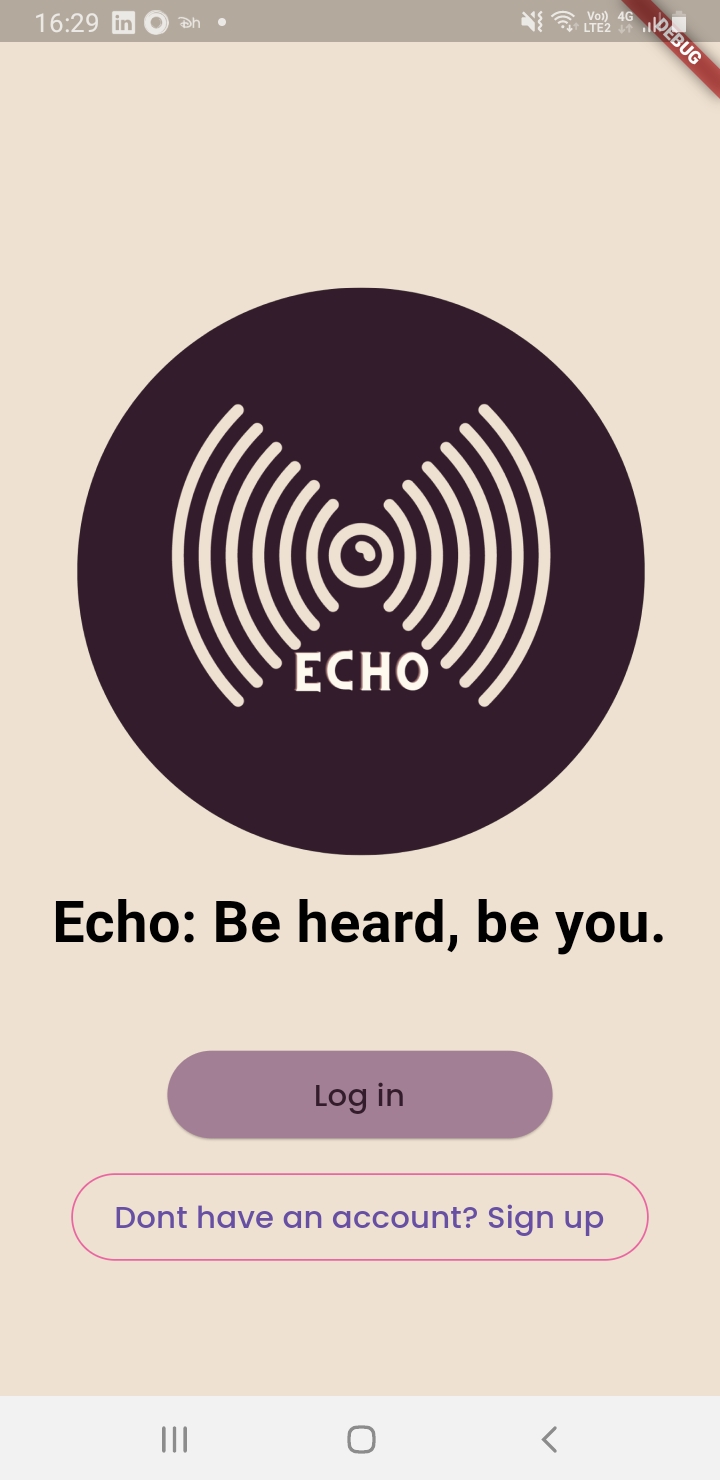 16:29
Vo)) 4G
LTE2
DEBUG
ECHO
Echo: Be heard, be you.
Log in
Dont have an account? Sign up